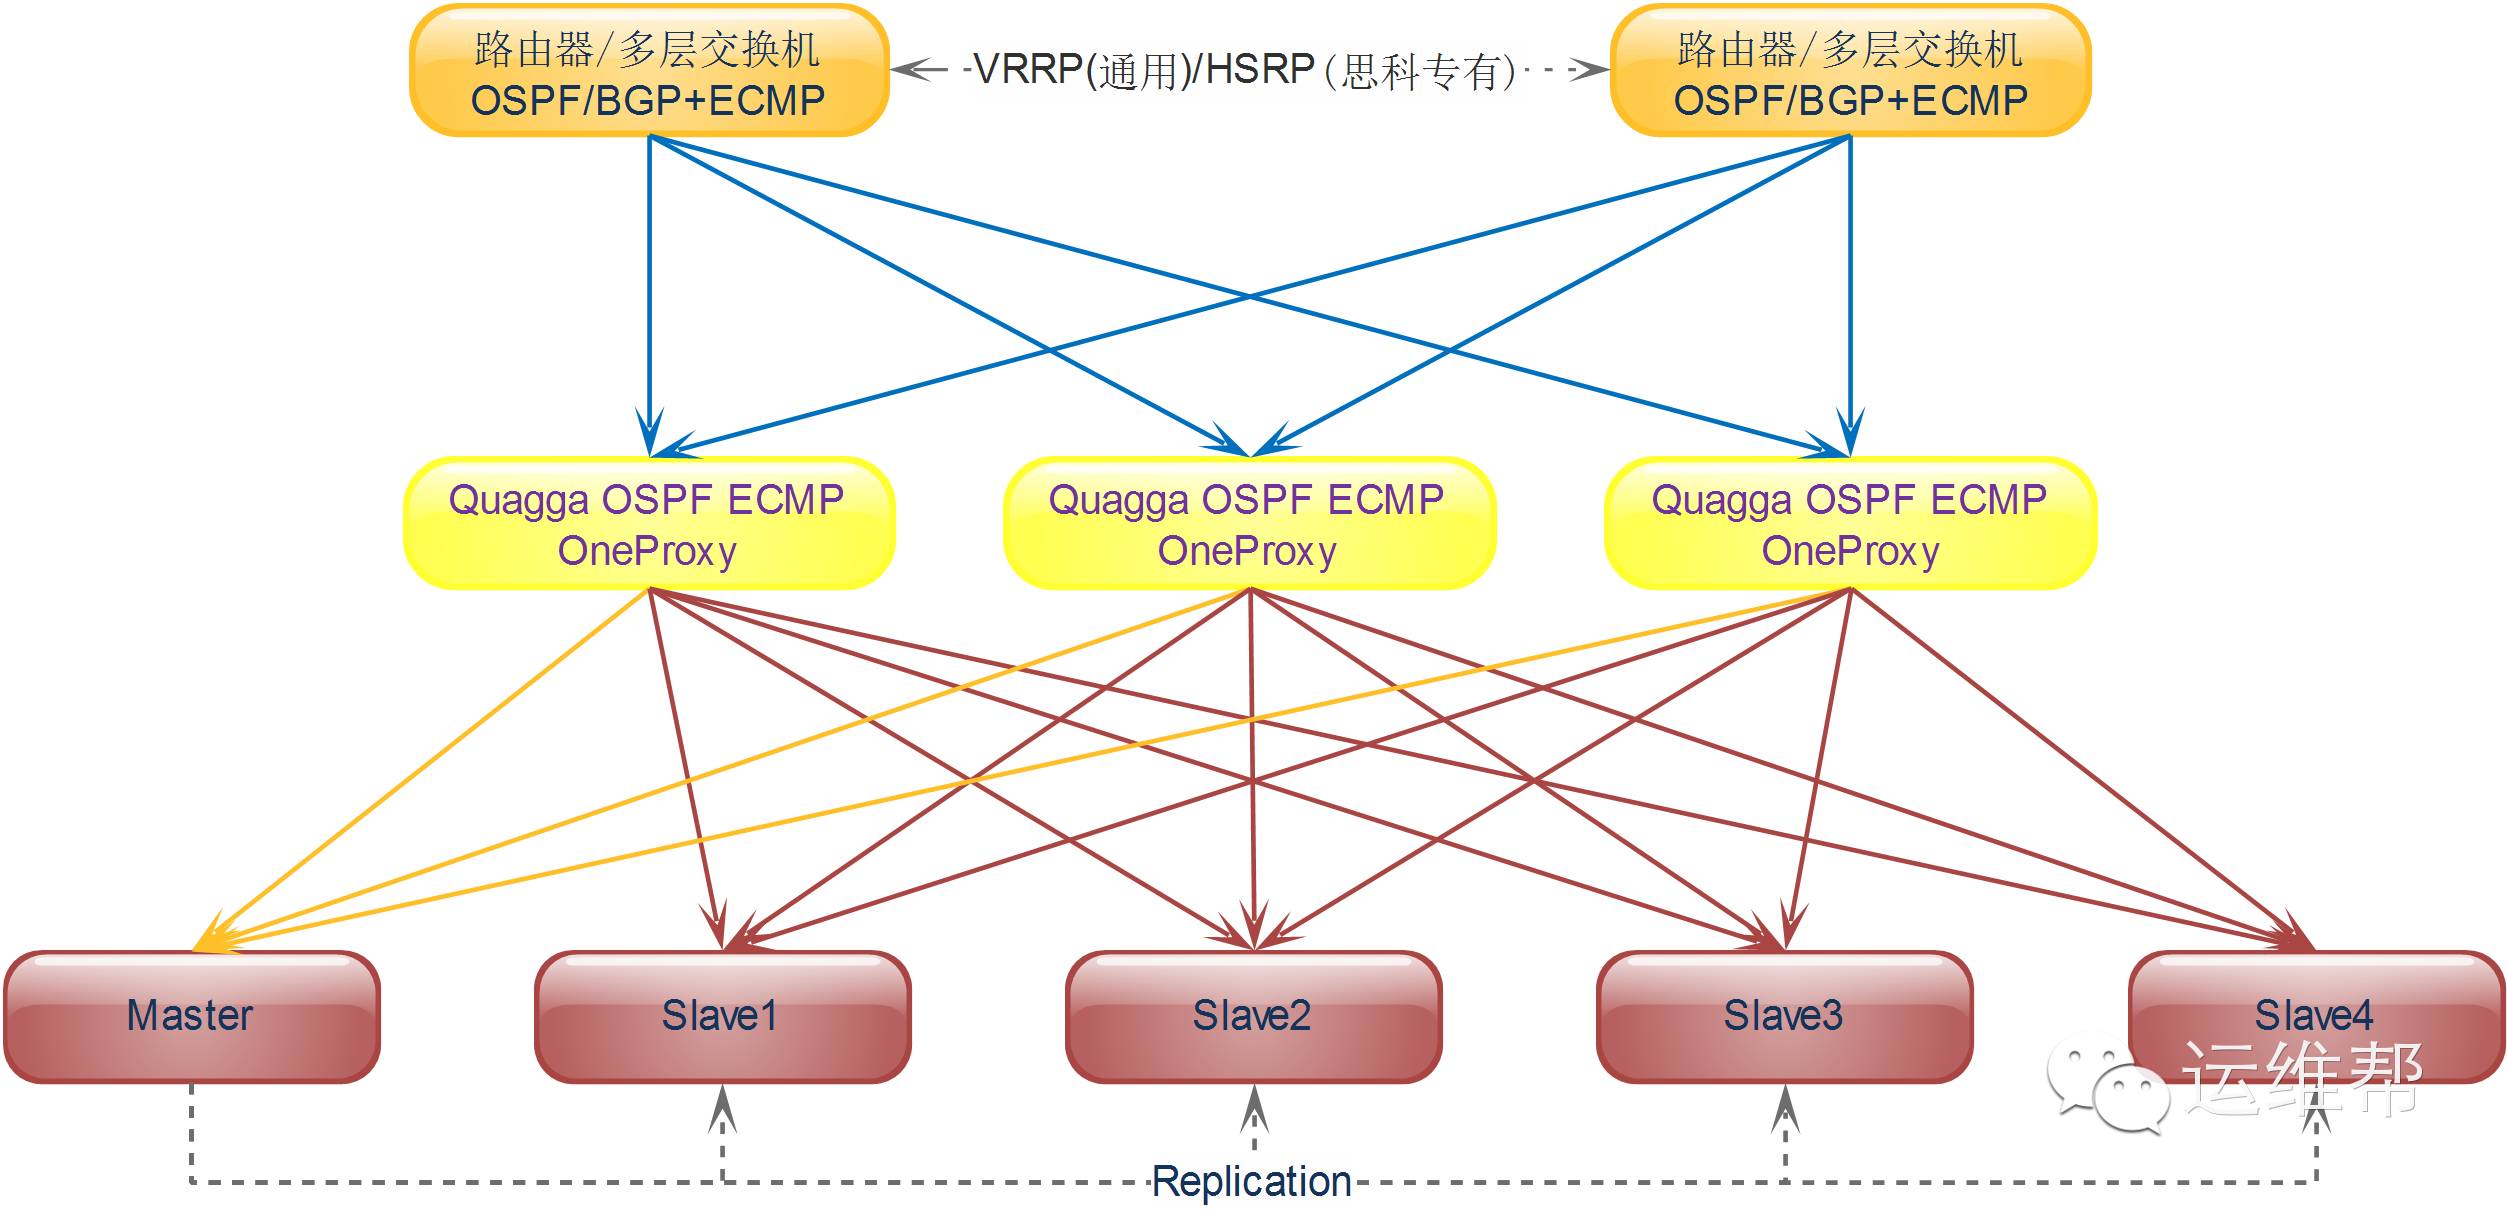 路由器/多层交换机
OSPF/BGP+ECMP
VRRP(通用)/HSRP(思科专有)
路由器/多层交换机
OSPF/BGP+ECMP
Quagga OSPF ECMP
OneProxy
Quagga OSPF ECMP
OneProxy
Quagga OSPF ECMP
OneProxy
Master
Slave1
Slave2
Slave3
Slave4
运维帮
Replication